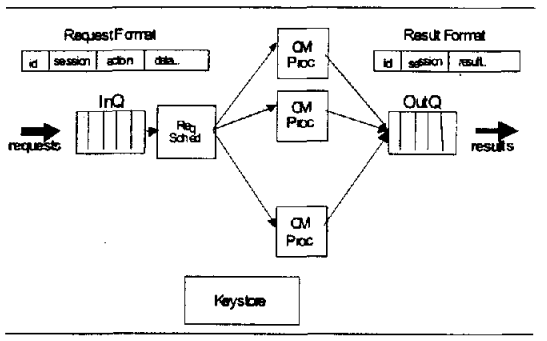 Request Format
id session action data..
Result Format
id session result..
CM
Proc
CM
Proc
CM
Proc
InQ
Req
Sched
OutQ
requests
results
Keystore